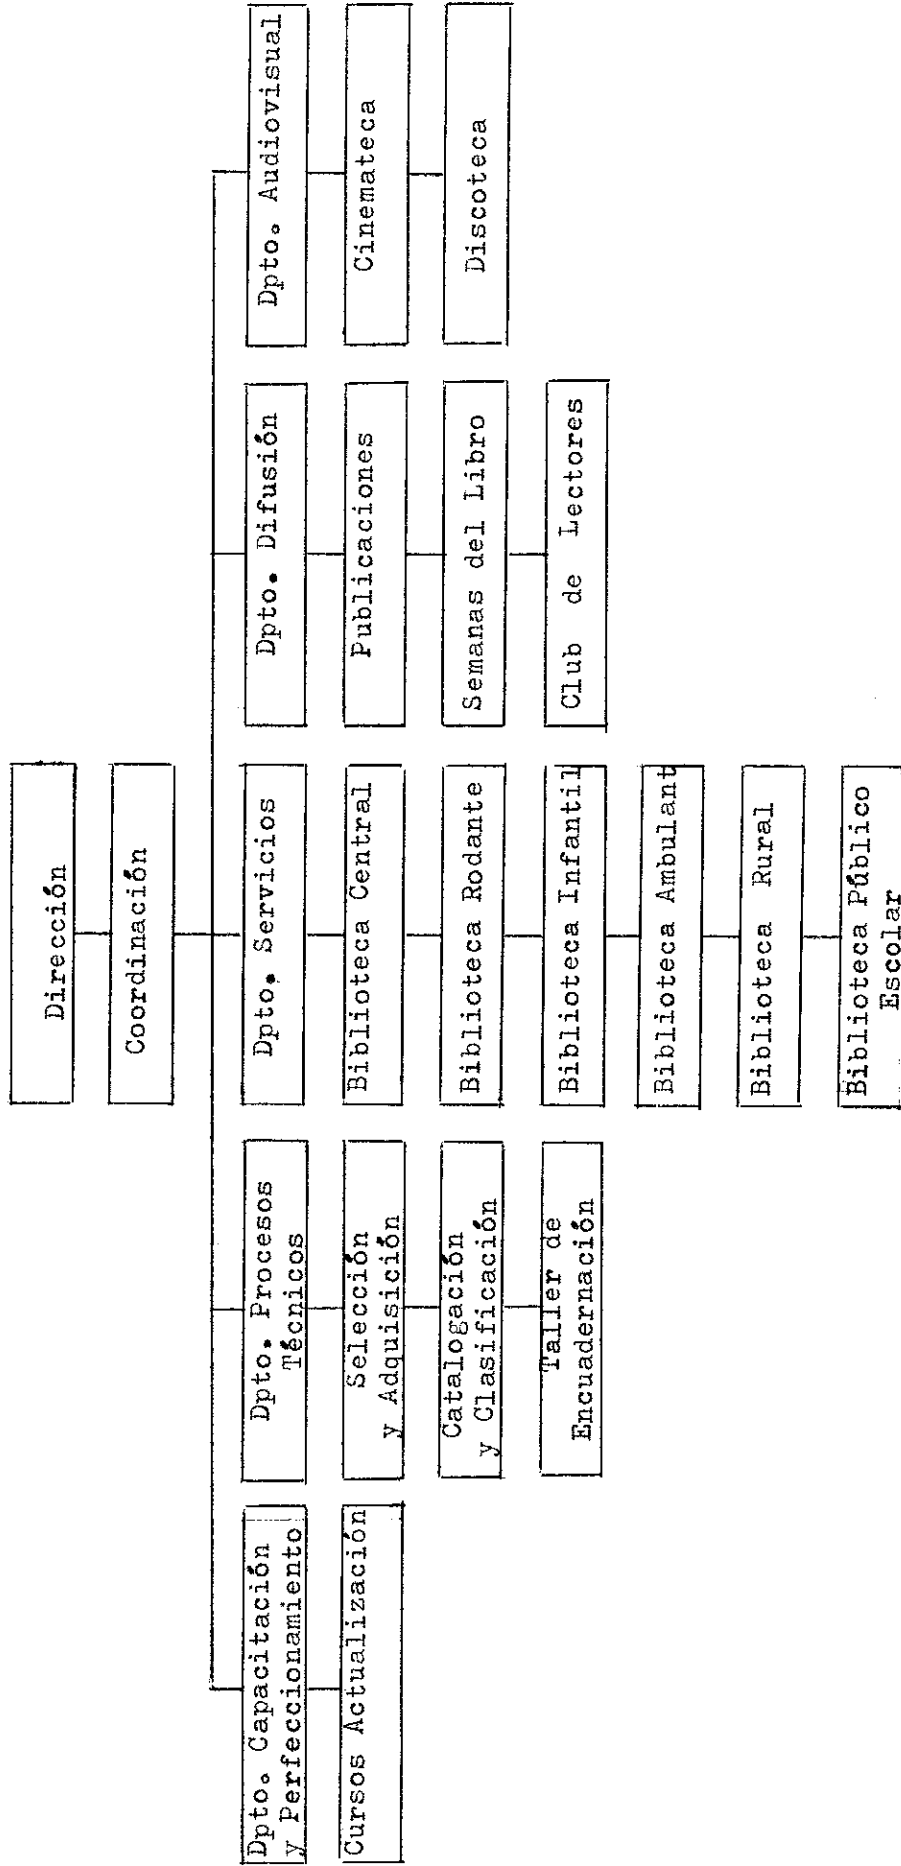 Dirección
Coordinación
Dpto. Capacitación
y Perfeccionamiento
Cursos Actualización
Dpto. Procesos
Técnicos
Selección
y Adquisición
Catalogación
y Clasificación
Taller de
Encuadernación
Dpto. Servicios
Biblioteca Central
Biblioteca Rodante
Biblioteca Infantil
Biblioteca Ambulant
Biblioteca Rural
Biblioteca Público
Escolar
Dpto. Difusión
Publicaciones
Semanas del Libro
Club de Lectores
Dpto. Audiovisual
Cinemateca
Discoteca